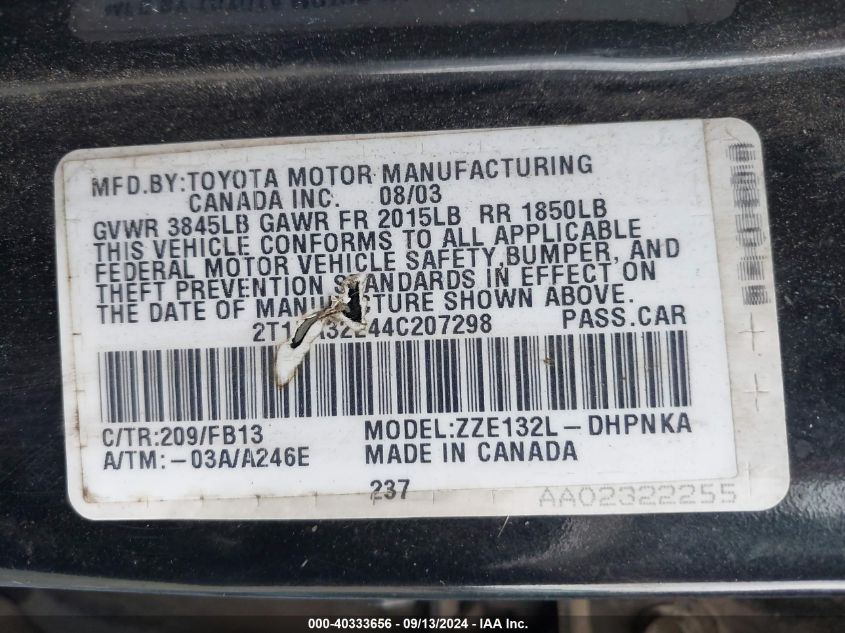 MFD.BY:TOYOTA MOTOR MANUFACTURING
CANADA INC. 08/03
GVWR 3845LB GAWR FR 2015LB RR 1850LB
THIS VEHICLE CONFORMS TO ALL APPLICABLE
FEDERAL MOTOR VEHICLE SAFETY, BUMPER, AND
THEFT PREVENTION STANDARDS IN EFFECT ON
THE DATE OF MANUFACTURE SHOWN ABOVE.
PASS.CAR
C/TR:209/FB13 MODEL:ZZE132L-DHPNKA
A/TM:-03A/A246E MADE IN CANADA
237
AA02322255
000-40333656 - 09/13/2024 - IAA Inc.